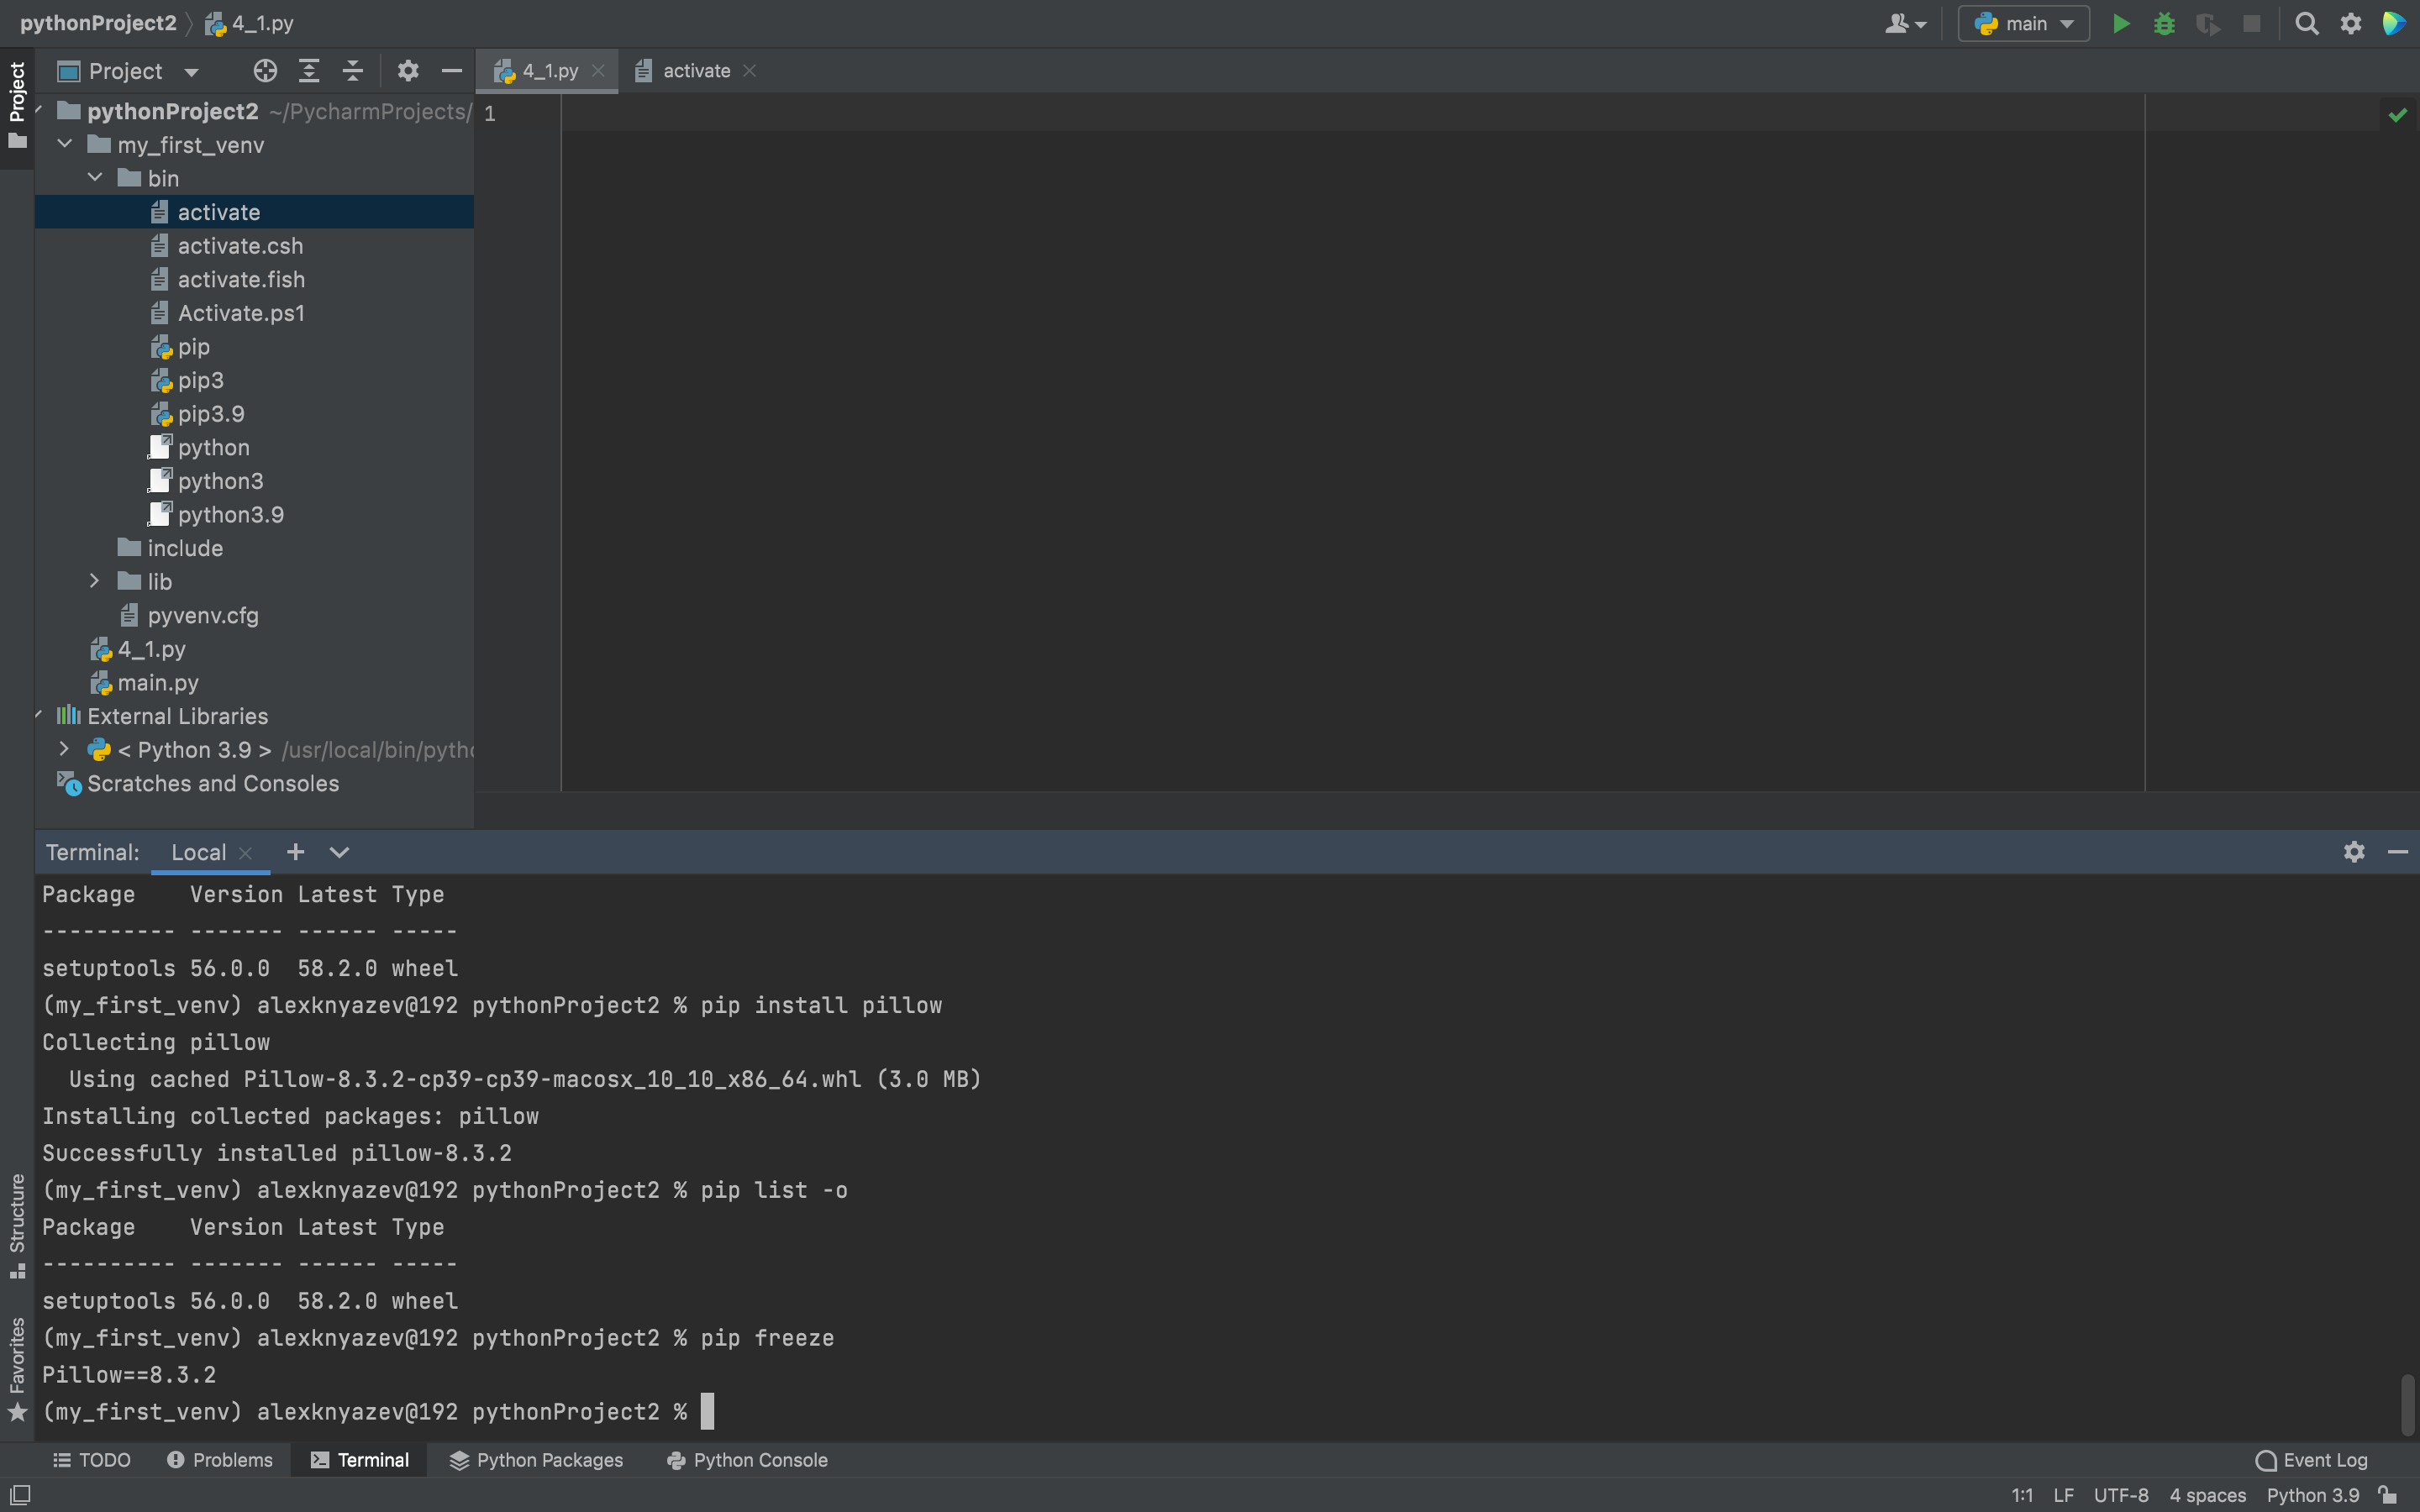 pythonProject2 4_1.py
main
Project
Project
4_1.py
activate
pythonProject2 ~/PycharmProjects/
my_first_venv
bin
activate
activate.csh
activate.fish
Activate.ps1
pip
pip3
pip3.9
python
python3
python3.9
include
lib
pyvenv.cfg
4_1.py
main.py
External Libraries
< Python 3.9 > /usr/local/bin/pytho
Scratches and Consoles
1
Terminal: Local
Package    Version Latest Type
---------- ------- ------ -----
setuptools 56.0.0  58.2.0 wheel
(my_first_venv) alexknyazev@192 pythonProject2 % pip install pillow
Collecting pillow
  Using cached Pillow-8.3.2-cp39-cp39-macosx_10_10_x86_64.whl (3.0 MB)
Installing collected packages: pillow
Successfully installed pillow-8.3.2
(my_first_venv) alexknyazev@192 pythonProject2 % pip list -o
Package    Version Latest Type
---------- ------- ------ -----
setuptools 56.0.0  58.2.0 wheel
(my_first_venv) alexknyazev@192 pythonProject2 % pip freeze
Pillow==8.3.2
(my_first_venv) alexknyazev@192 pythonProject2 %
Structure
Favorites
TODO Problems Terminal Python Packages Python Console Event Log
1:1 LF UTF-8 4 spaces Python 3.9